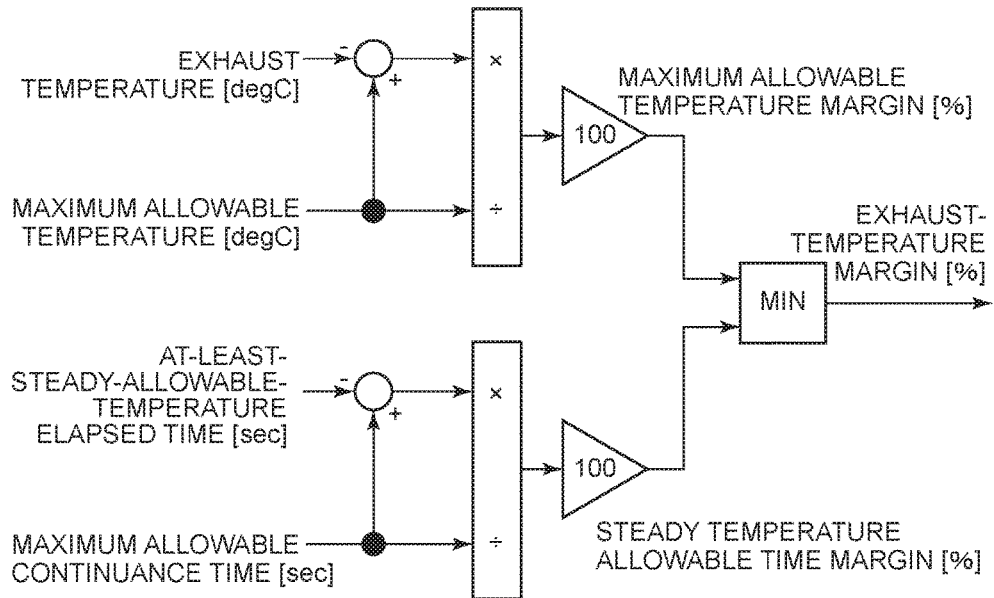 EXHAUST
TEMPERATURE [degC]
-
+
×
MAXIMUM ALLOWABLE
TEMPERATURE [degC]
÷
100
MAXIMUM ALLOWABLE
TEMPERATURE MARGIN [%]
EXHAUST-
TEMPERATURE
MARGIN [%]
MIN
AT-LEAST-
STEADY-ALLOWABLE-
TEMPERATURE
ELAPSED TIME [sec]
-
+
×
100
MAXIMUM ALLOWABLE
CONTINUANCE TIME [sec]
÷
STEADY TEMPERATURE
ALLOWABLE TIME MARGIN [%]